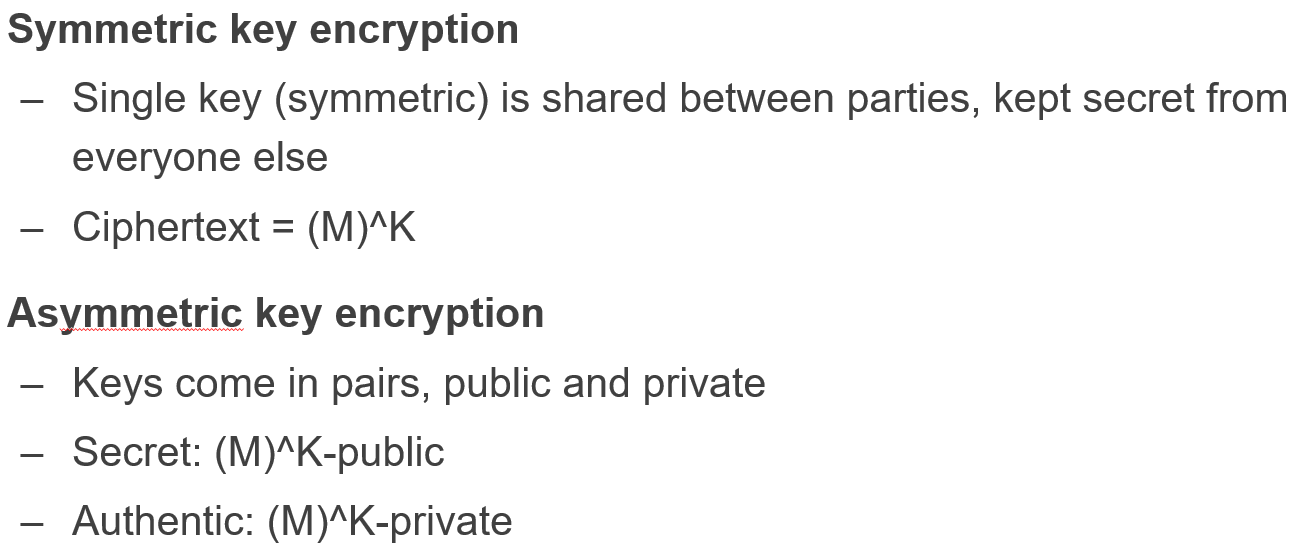 Symmetric key encryption
– Single key (symmetric) is shared between parties, kept secret from
everyone else
– Ciphertext = (M)^K
Asymmetric key encryption
– Keys come in pairs, public and private
– Secret: (M)^K-public
– Authentic: (M)^K-private